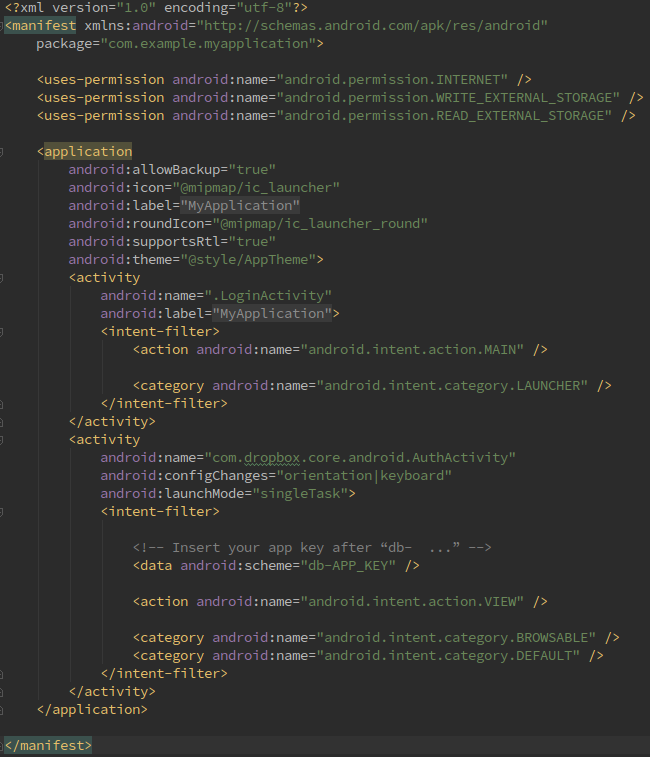 <?xml version="1.0" encoding="utf-8"?>
<manifest xmlns:android="http://schemas.android.com/apk/res/android"
    package="com.example.myapplication">

    <uses-permission android:name="android.permission.INTERNET" />
    <uses-permission android:name="android.permission.WRITE_EXTERNAL_STORAGE" />
    <uses-permission android:name="android.permission.READ_EXTERNAL_STORAGE" />

    <application
        android:allowBackup="true"
        android:icon="@mipmap/ic_launcher"
        android:label="MyApplication"
        android:roundIcon="@mipmap/ic_launcher_round"
        android:supportsRtl="true"
        android:theme="@style/AppTheme">
        <activity
            android:name=".LoginActivity"
            android:label="MyApplication">
            <intent-filter>
                <action android:name="android.intent.action.MAIN" />

                <category android:name="android.intent.category.LAUNCHER" />
            </intent-filter>
        </activity>
        <activity
            android:name="com.dropbox.core.android.AuthActivity"
            android:configChanges="orientation|keyboard"
            android:launchMode="singleTask">
            <intent-filter>

                <!-- Insert your app key after “db-  ...” -->
                <data android:scheme="db-APP_KEY" />

                <action android:name="android.intent.action.VIEW" />

                <category android:name="android.intent.category.BROWSABLE" />
                <category android:name="android.intent.category.DEFAULT" />
            </intent-filter>
        </activity>
    </application>

</manifest>